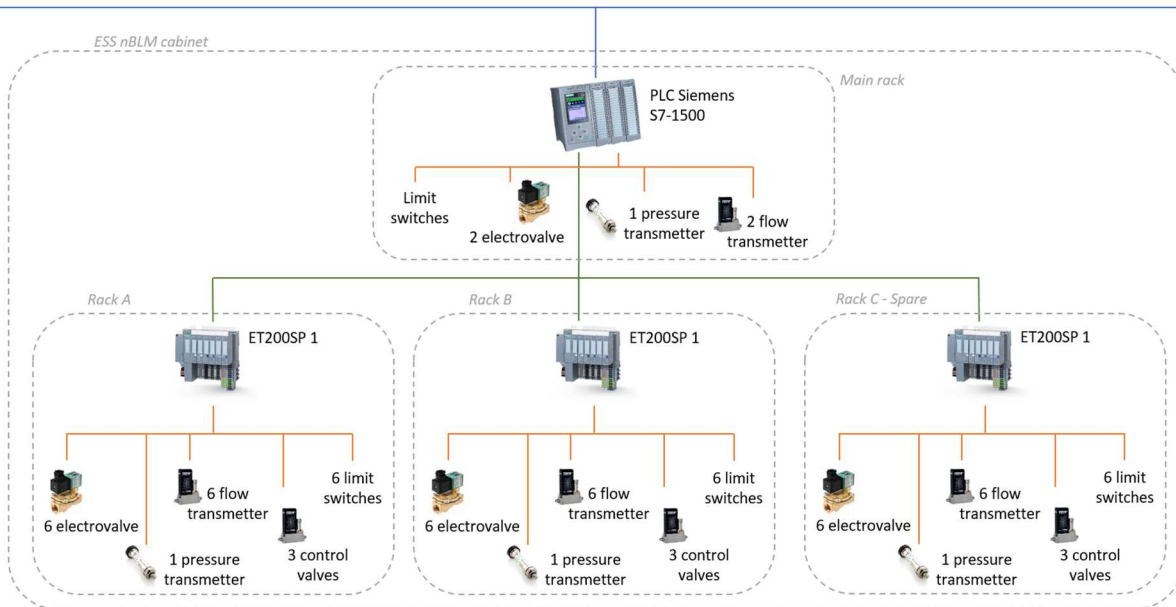 ESS nBLM cabinet
Main rack
PLC Siemens
S7-1500
Limit
switches
2 electrovalve
1 pressure
transmetter
2 flow
transmetter
Rack A
ET200SP 1
6 electrovalve
1 pressure
transmetter
6 flow
transmetter
3 control
valves
6 limit
switches
Rack B
ET200SP 1
6 electrovalve
1 pressure
transmetter
6 flow
transmetter
3 control
valves
6 limit
switches
Rack C - Spare
ET200SP 1
6 electrovalve
1 pressure
transmetter
6 flow
transmetter
3 control
valves
6 limit
switches